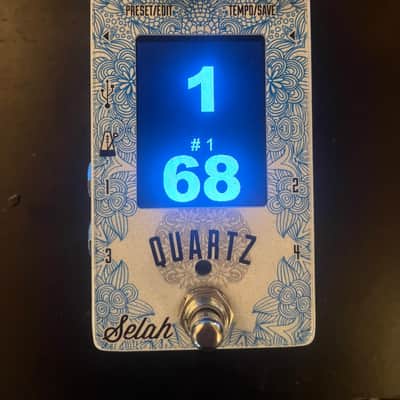 PRESET/EDIT TEMPO/SAVE
1
# 1
68
1 2
QUARTZ
3 4
Selah